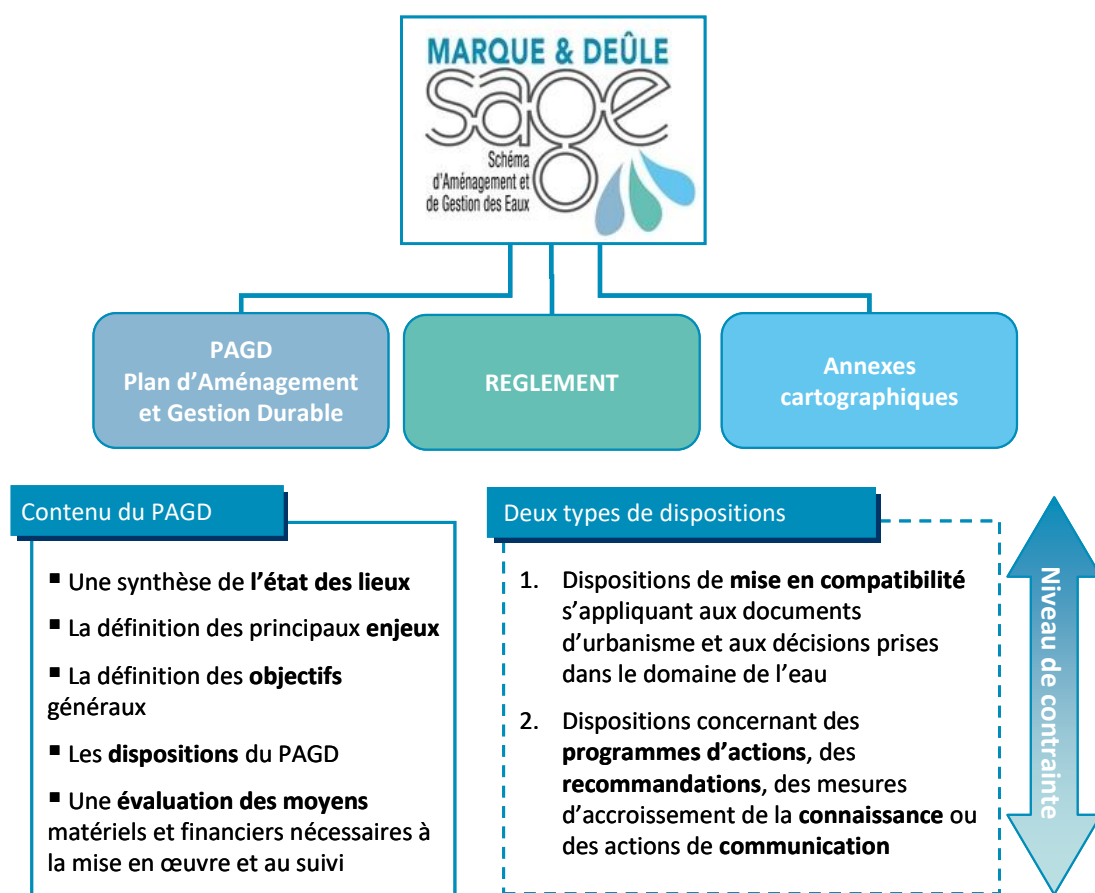 MARQUE & DEÛLE
sage
Schéma
d'Aménagement et
de Gestion des Eaux
PAGD
Plan d'Aménagement
et Gestion Durable
REGLEMENT
Annexes
cartographiques
Contenu du PAGD
▪ Une synthèse de l'état des lieux
▪ La définition des principaux enjeux
▪ La définition des objectifs
généraux
▪ Les dispositions du PAGD
▪ Une évaluation des moyens
matériels et financiers nécessaires à
la mise en œuvre et au suivi
Deux types de dispositions
1. Dispositions de mise en compatibilité
s'appliquant aux documents
d'urbanisme et aux décisions prises
dans le domaine de l'eau
2. Dispositions concernant des
programmes d'actions, des
recommandations, des mesures
d'accroissement de la connaissance ou
des actions de communication
Niveau de contrainte